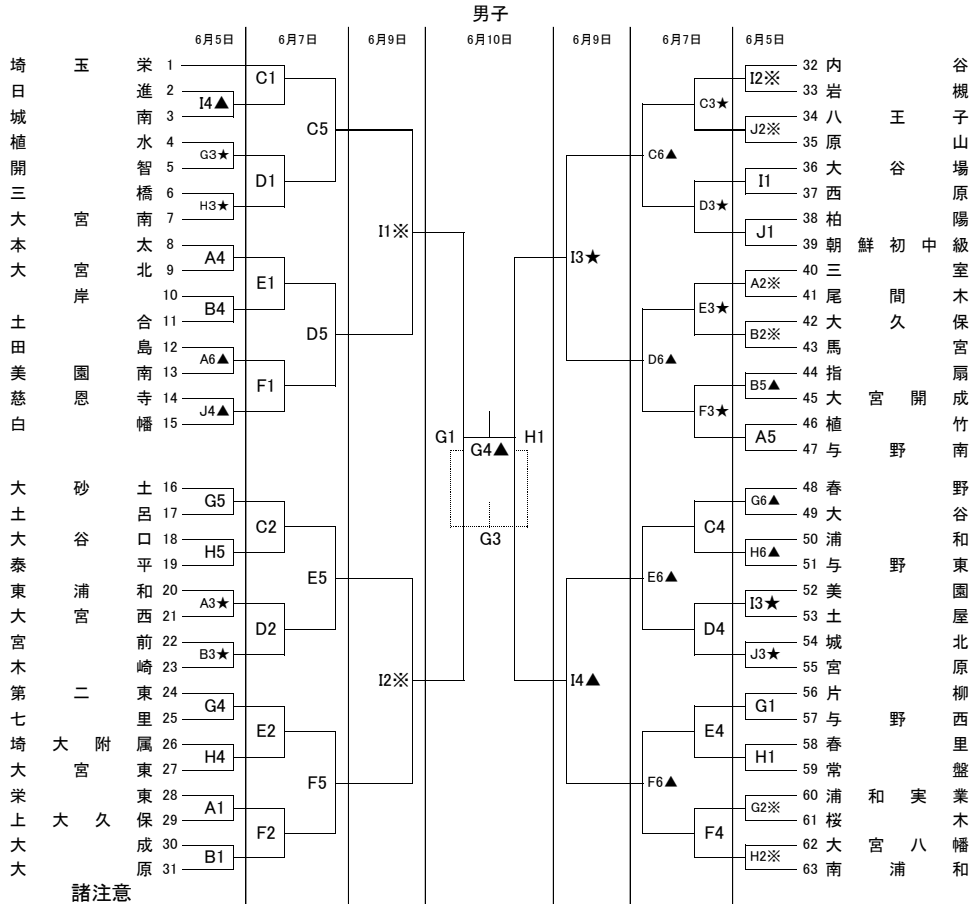 男子
6月5日 6月7日 6月9日 6月10日 6月9日 6月7日 6月5日
埼玉栄 1
日進 2
城南 3
植水 4
開智 5
三橋 6
大宮南 7
本太 8
大宮北 9
岸 10
土合 11
田島 12
美園南 13
慈恩寺 14
白幡 15
大砂土 16
土呂 17
大谷口 18
泰平 19
東浦和 20
大宮西 21
宮前 22
木崎 23
第二東 24
七里 25
埼大附属 26
大宮東 27
栄東 28
上大久保 29
大成 30
大原 31
I4▲
G3★
H3★
A4
B4
A6▲
J4▲
G5
H5
A3★
B3★
G4
H4
A1
B1
C1
D1
E1
F1
C2
D2
E2
F2
C5
D5
E5
F5
I1※
I2※
G1
G4▲
H1
G3
I3★
I4▲
C6▲
D6▲
E6▲
F6▲
C3★
D3★
E3★
F3★
C4
D4
E4
F4
I2※
J2※
I1
J1
A2※
B2※
B5▲
A5
G6▲
H6▲
I3★
J3★
G1
H1
G2※
H2※
32 内谷
33 岩槻
34 八王子
35 原山
36 大谷場
37 西原
38 柏陽
39 朝鮮初中級
40 三室
41 尾間木
42 大久保
43 馬宮
44 指扇
45 大宮開成
46 植竹
47 与野南
48 春野
49 大谷
50 浦和
51 与野東
52 美園
53 土屋
54 城北
55 宮原
56 片柳
57 与野西
58 春里
59 常盤
60 浦和実業
61 桜木
62 大宮八幡
63 南浦和
諸注意